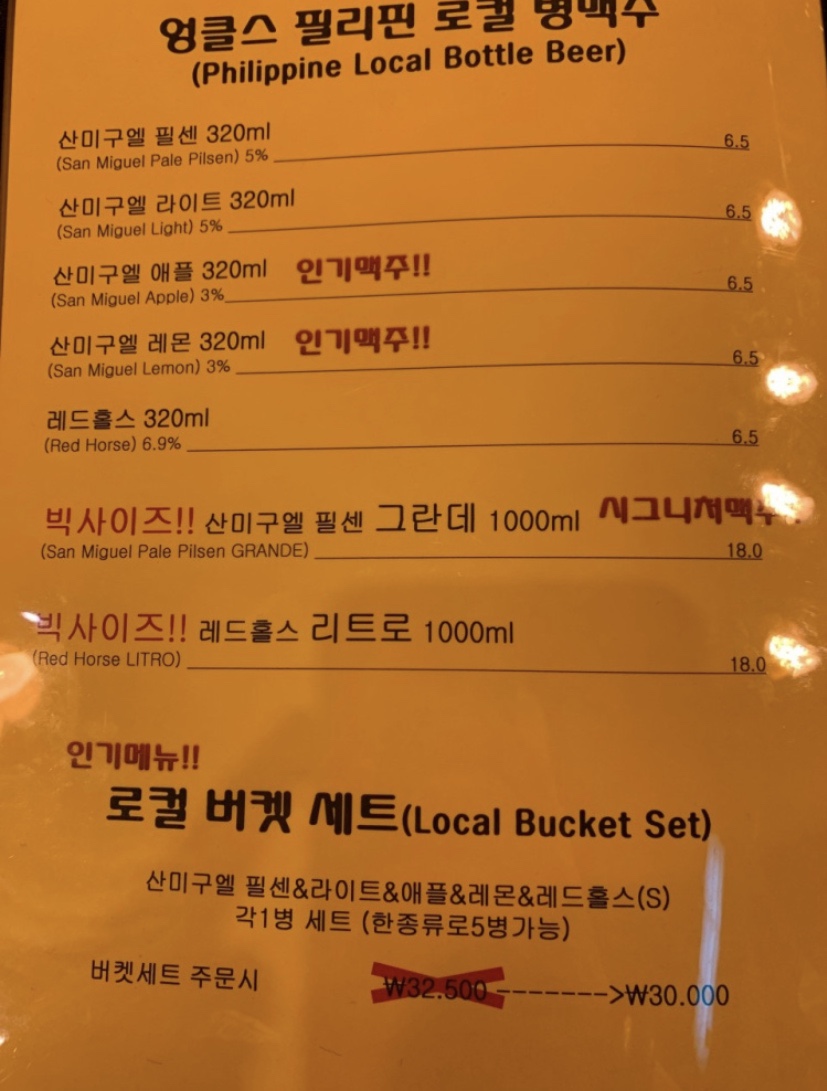 엉클스 필리핀 로컬 병맥주
(Philippine Local Bottle Beer)
산미구엘 필센 320ml
(San Miguel Pale Pilsen) 5% 6.5
산미구엘 라이트 320ml
(San Miguel Light) 5% 6.5
산미구엘 애플 320ml 인기맥주!!
(San Miguel Apple) 3% 6.5
산미구엘 레몬 320ml 인기맥주!!
(San Miguel Lemon) 3% 6.5
레드홀스 320ml
(Red Horse) 6.9% 6.5
빅사이즈!! 산미구엘 필센 그란데 1000ml 시그니처맥주!!
(San Miguel Pale Pilsen GRANDE) 18.0
빅사이즈!! 레드홀스 리트로 1000ml
(Red Horse LITRO) 18.0
인기메뉴!!
로컬 버켓 세트(Local Bucket Set)
산미구엘 필센&라이트&애플&레몬&레드홀스(S)
각1병 세트 (한종류로5병가능)
버켓세트 주문시 ₩32.500 ------->₩30.000